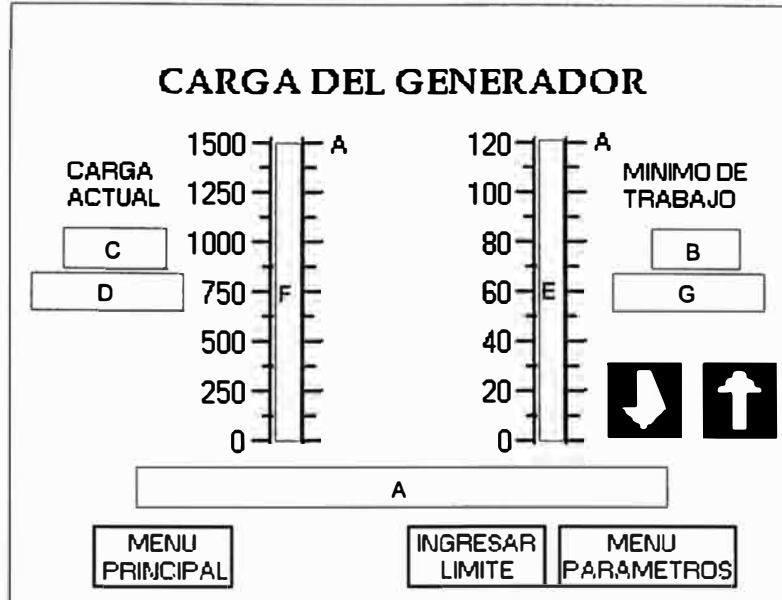 CARGA DEL GENERADOR
CARGA
ACTUAL
C
D
1500
1250
1000
750
500
250
0
A
F
120
100
80
60
40
20
0
A
E
MINIMO DE
TRABAJO
B
G
A
MENU
PRINCIPAL
INGRESAR
LIMITE
MENU
PARAMETROS